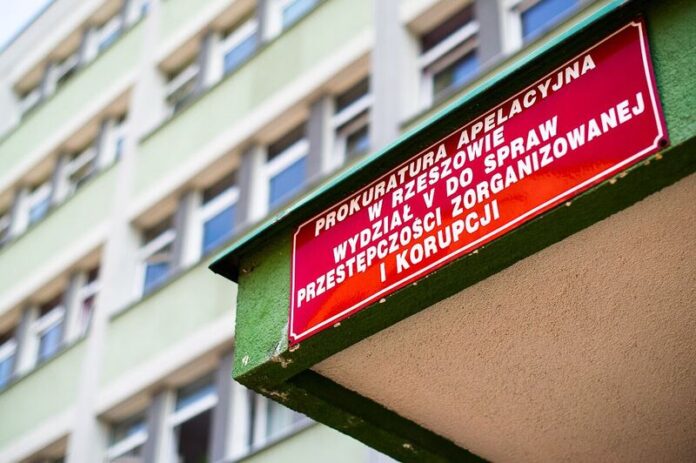 PROKURATURA APELACYJNA
W RZESZOWIE
WYDZIAŁ V DO SPRAW
PRZESTĘPCZOŚCI ZORGANIZOWANEJ
I KORUPCJI